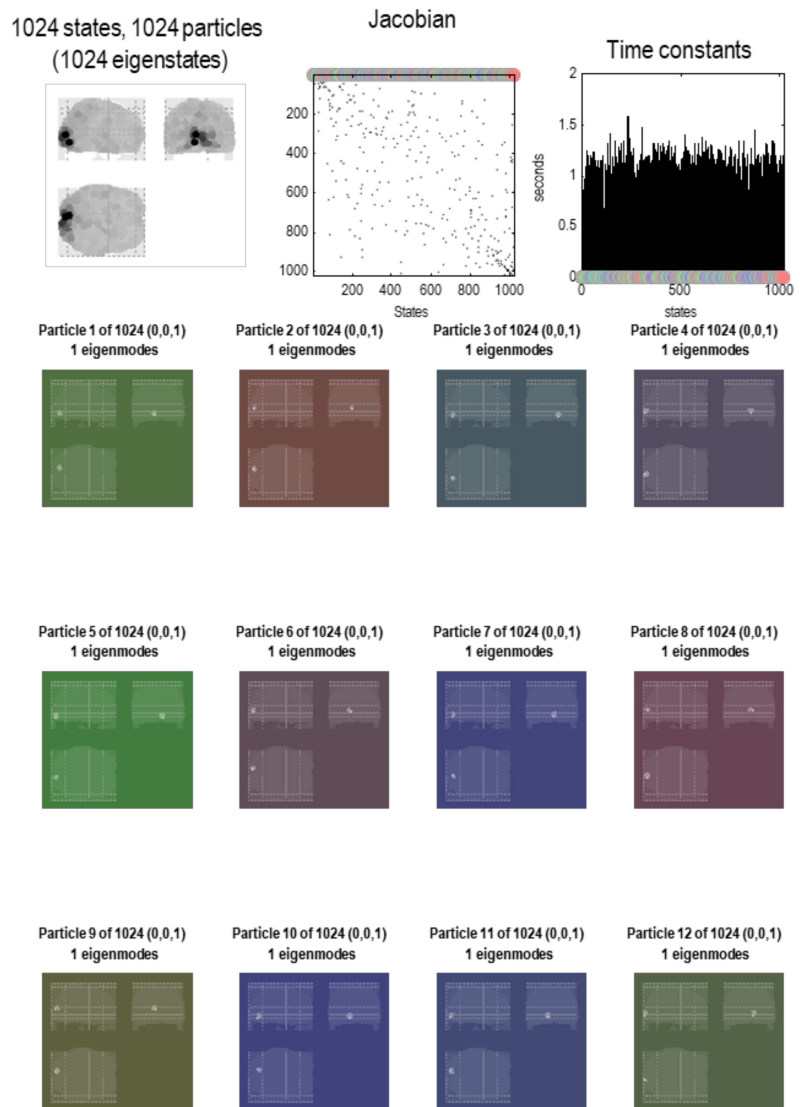 1024 states, 1024 particles
(1024 eigenstates)
Jacobian
200
400
600
800
1000
200 400 600 800 1000
States
Time constants
2
1.5
1
0.5
0
seconds
0 500 1000
states
Particle 1 of 1024 (0,0,1)
1 eigenmodes
Particle 2 of 1024 (0,0,1)
1 eigenmodes
Particle 3 of 1024 (0,0,1)
1 eigenmodes
Particle 4 of 1024 (0,0,1)
1 eigenmodes
Particle 5 of 1024 (0,0,1)
1 eigenmodes
Particle 6 of 1024 (0,0,1)
1 eigenmodes
Particle 7 of 1024 (0,0,1)
1 eigenmodes
Particle 8 of 1024 (0,0,1)
1 eigenmodes
Particle 9 of 1024 (0,0,1)
1 eigenmodes
Particle 10 of 1024 (0,0,1)
1 eigenmodes
Particle 11 of 1024 (0,0,1)
1 eigenmodes
Particle 12 of 1024 (0,0,1)
1 eigenmodes